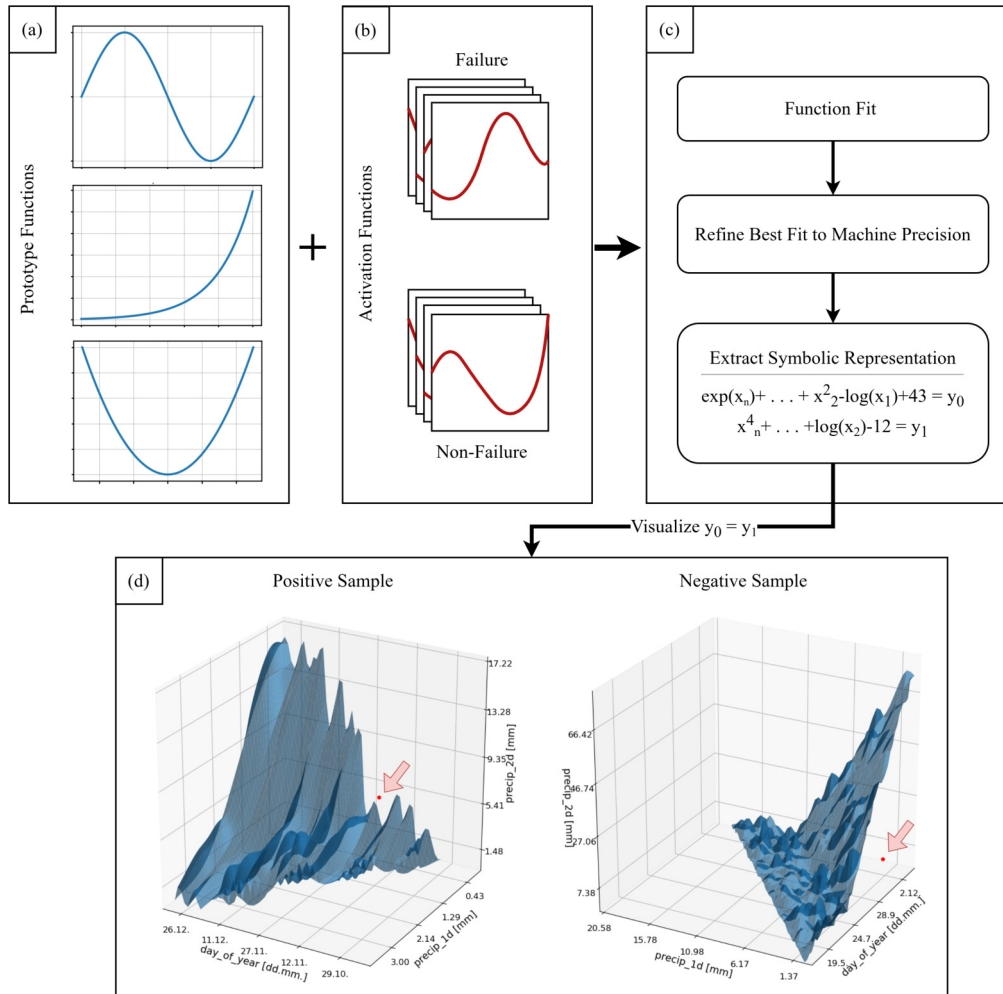 (a)
Prototype Functions
(b)
Activation Functions
Failure
Non-Failure
(c)
Function Fit
Refine Best Fit to Machine Precision
Extract Symbolic Representation
exp(xₙ)+ . . . + x²₂-log(x₁)+43 = y₀
x⁴ₙ+ . . . +log(x₂)-12 = y₁
Visualize y₀ = y₁
(d)
Positive Sample
17.22
13.28
9.35
5.41
1.48
precip_2d [mm]
0.43
1.29
2.14
3.00
precip_1d [mm]
26.12.
11.12.
27.11.
12.11.
29.10.
day_of_year [dd.mm.]
Negative Sample
66.42
46.74
27.06
7.38
precip_2d [mm]
20.58
15.78
10.98
6.17
1.37
precip_1d [mm]
2.12.
28.9.
24.7.
19.5.
day_of_year [dd.mm.]